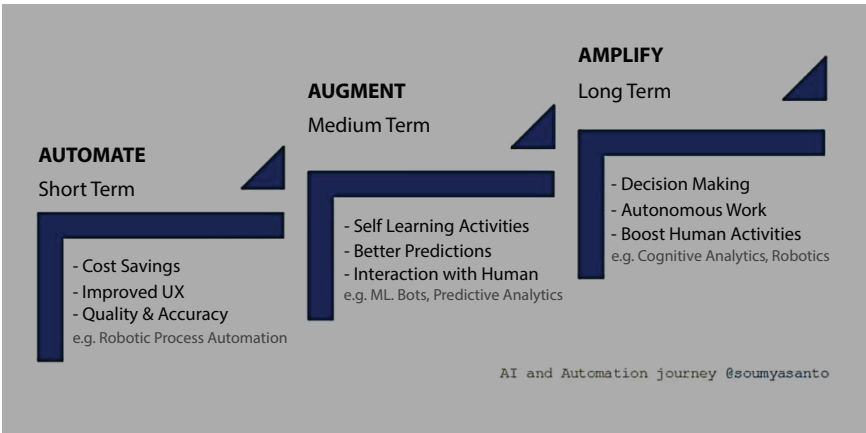 AUTOMATE
Short Term
- Cost Savings
- Improved UX
- Quality & Accuracy
e.g. Robotic Process Automation
AUGMENT
Medium Term
- Self Learning Activities
- Better Predictions
- Interaction with Human
e.g. ML. Bots, Predictive Analytics
AMPLIFY
Long Term
- Decision Making
- Autonomous Work
- Boost Human Activities
e.g. Cognitive Analytics, Robotics
AI and Automation journey @soumyasanto